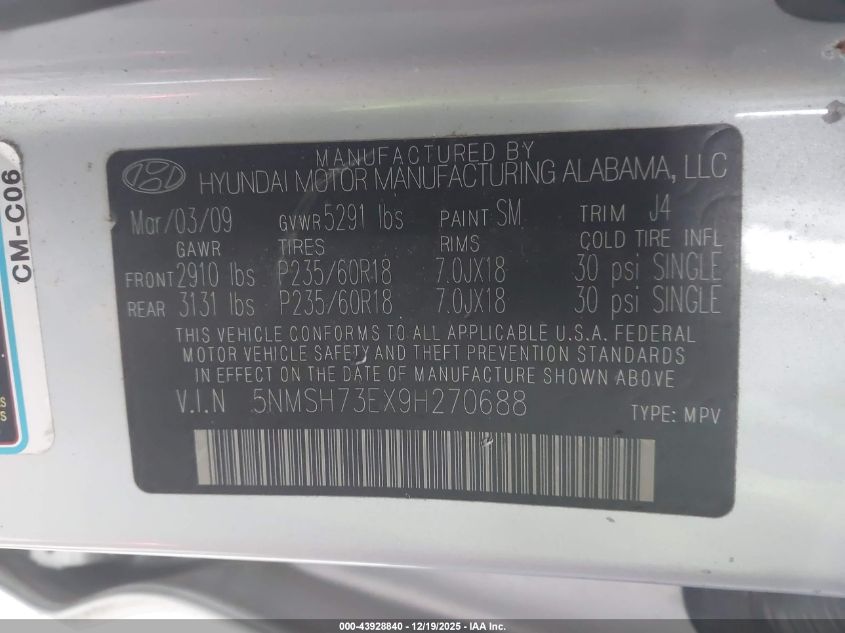 MANUFACTURED BY
HYUNDAI MOTOR MANUFACTURING ALABAMA, LLC
Mar/03/09 GVWR 5291 lbs PAINT SM TRIM J4
GAWR TIRES RIMS COLD TIRE INFL
FRONT 2910 lbs P235/60R18 7.0JX18 30 psi SINGLE
REAR 3131 lbs P235/60R18 7.0JX18 30 psi SINGLE
THIS VEHICLE CONFORMS TO ALL APPLICABLE U.S.A. FEDERAL
MOTOR VEHICLE SAFETY AND THEFT PREVENTION STANDARDS
IN EFFECT ON THE DATE OF MANUFACTURE SHOWN ABOVE
V.I.N 5NMSH73EX9H270688 TYPE: MPV
CM-C06
000-43928840 - 12/19/2025 - IAA Inc.